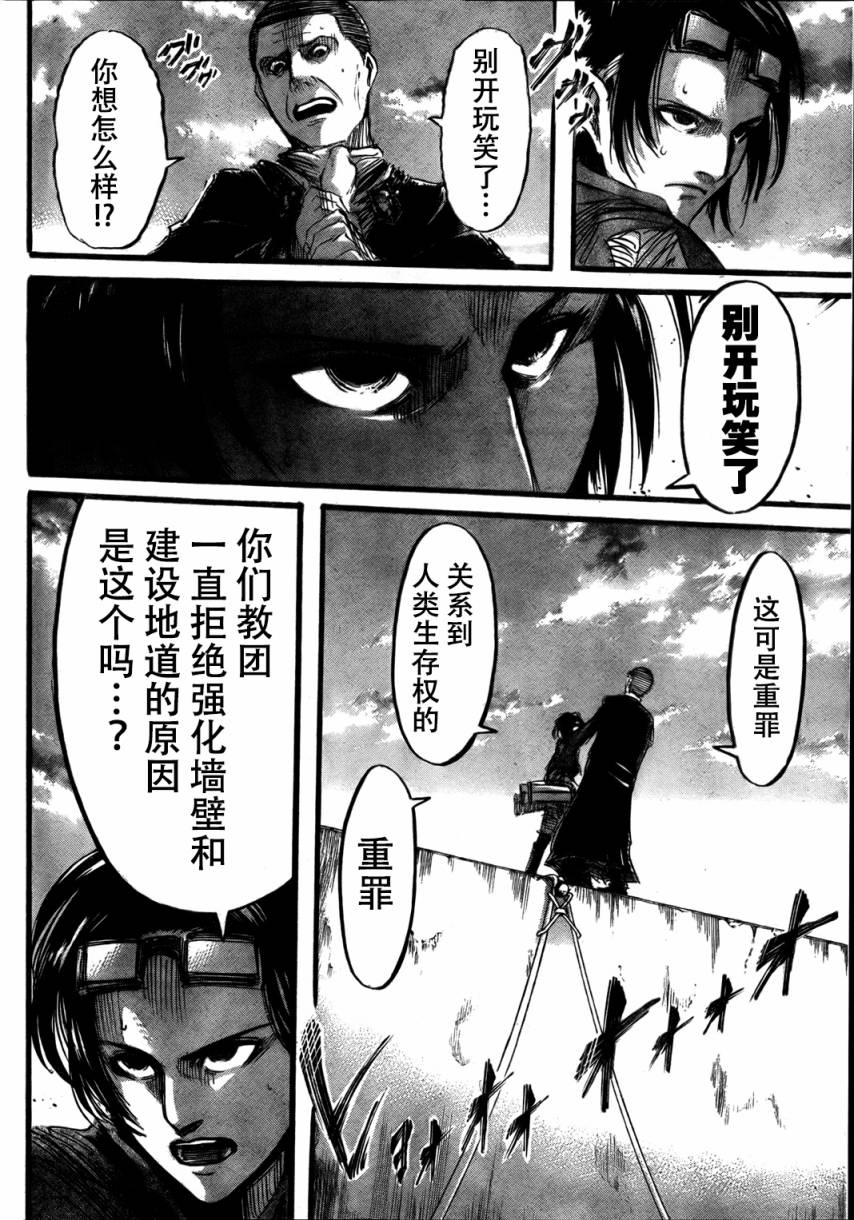 别开玩笑了…
你想怎么样!?
别开玩笑了
这可是重罪
关系到
人类生存权的
重罪
你们教团
一直拒绝强化墙壁和
建设地道的原因
是这个吗…?